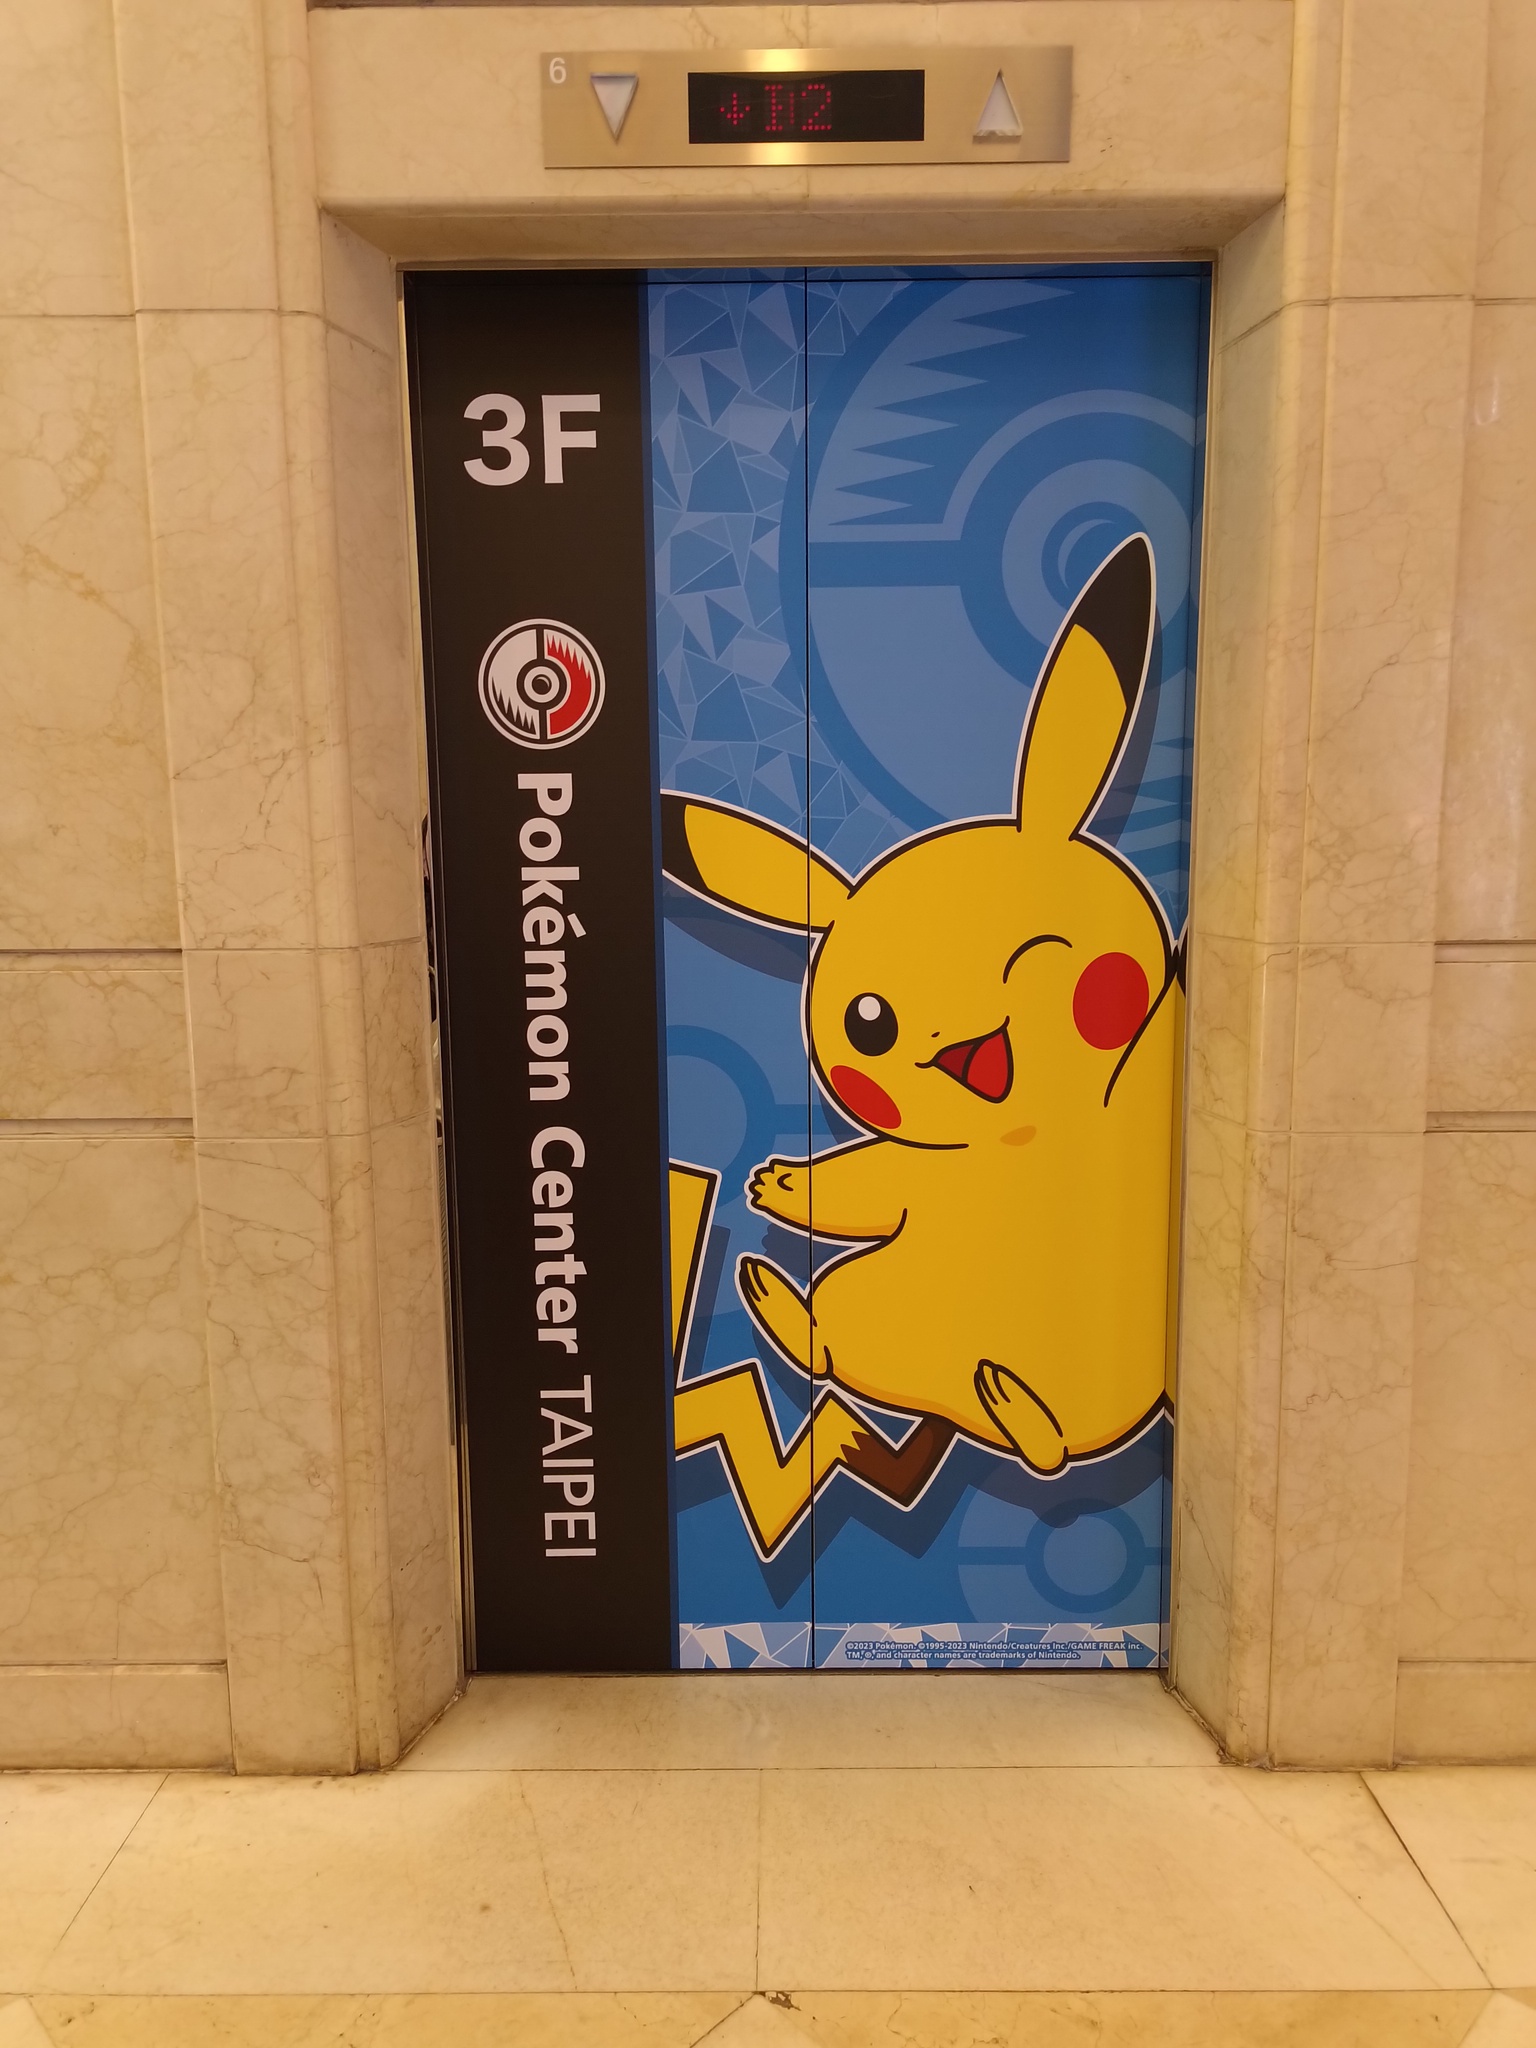 6
3F
Pokémon Center TAIPEI
©2023 Pokémon. ©1995-2023 Nintendo/Creatures Inc./GAME FREAK inc.
TM, ®, and character names are trademarks of Nintendo.